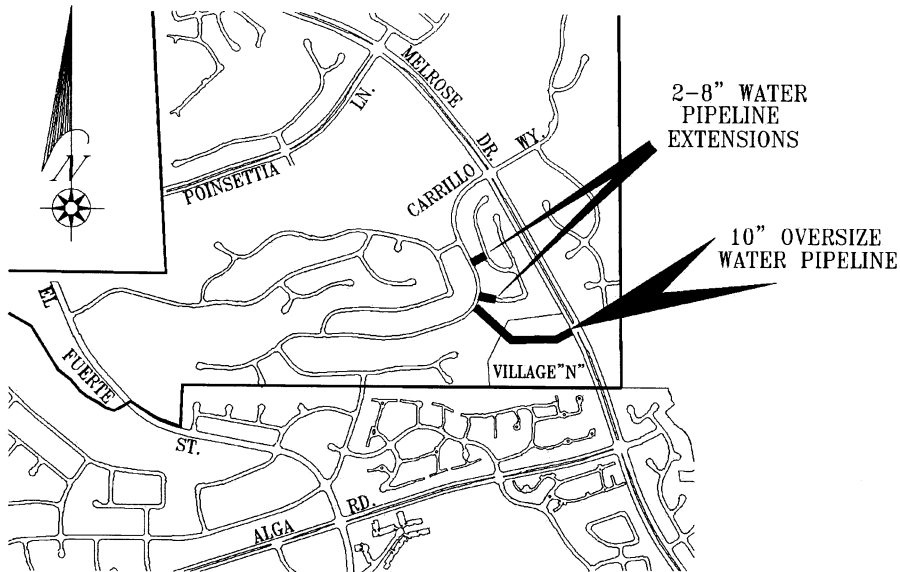 MELROSE
DR.
2-8" WATER
PIPELINE
EXTENSIONS
LN.
POINSETTIA
CARRILLO
WY.
N
10" OVERSIZE
WATER PIPELINE
EL
FUERTE
ST.
VILLAGE"N"
ALGA
RD.